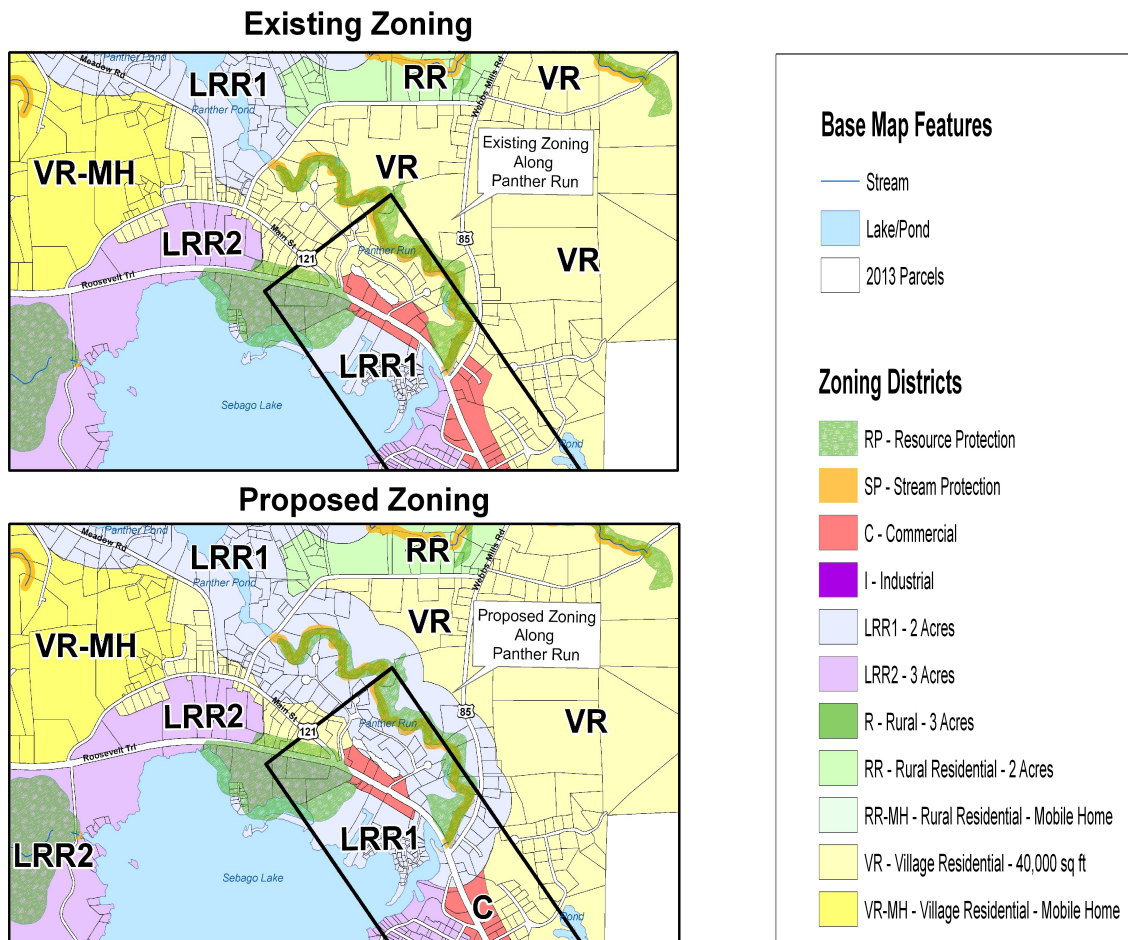 Existing Zoning
Panther Pond
Meadow Rd
LRR1
RR
Webbs Mills Rd
VR
Panther Pond
Existing Zoning
Along
Panther Run
VR-MH
VR
LRR2
Main St
121
Panther Run
85
VR
Roosevelt Trl
LRR1
Sebago Lake
Pond
Proposed Zoning
Panther Pond
Meadow Rd
LRR1
RR
Webbs Mills Rd
Panther Pond
VR
Proposed Zoning
Along
Panther Run
VR-MH
LRR2
Main St
121
Panther Run
85
VR
Roosevelt Trl
LRR1
LRR2
Sebago Lake
C
Pond
Base Map Features
Stream
Lake/Pond
2013 Parcels
Zoning Districts
RP - Resource Protection
SP - Stream Protection
C - Commercial
I - Industrial
LRR1 - 2 Acres
LRR2 - 3 Acres
R - Rural - 3 Acres
RR - Rural Residential - 2 Acres
RR-MH - Rural Residential - Mobile Home
VR - Village Residential - 40,000 sq ft
VR-MH - Village Residential - Mobile Home